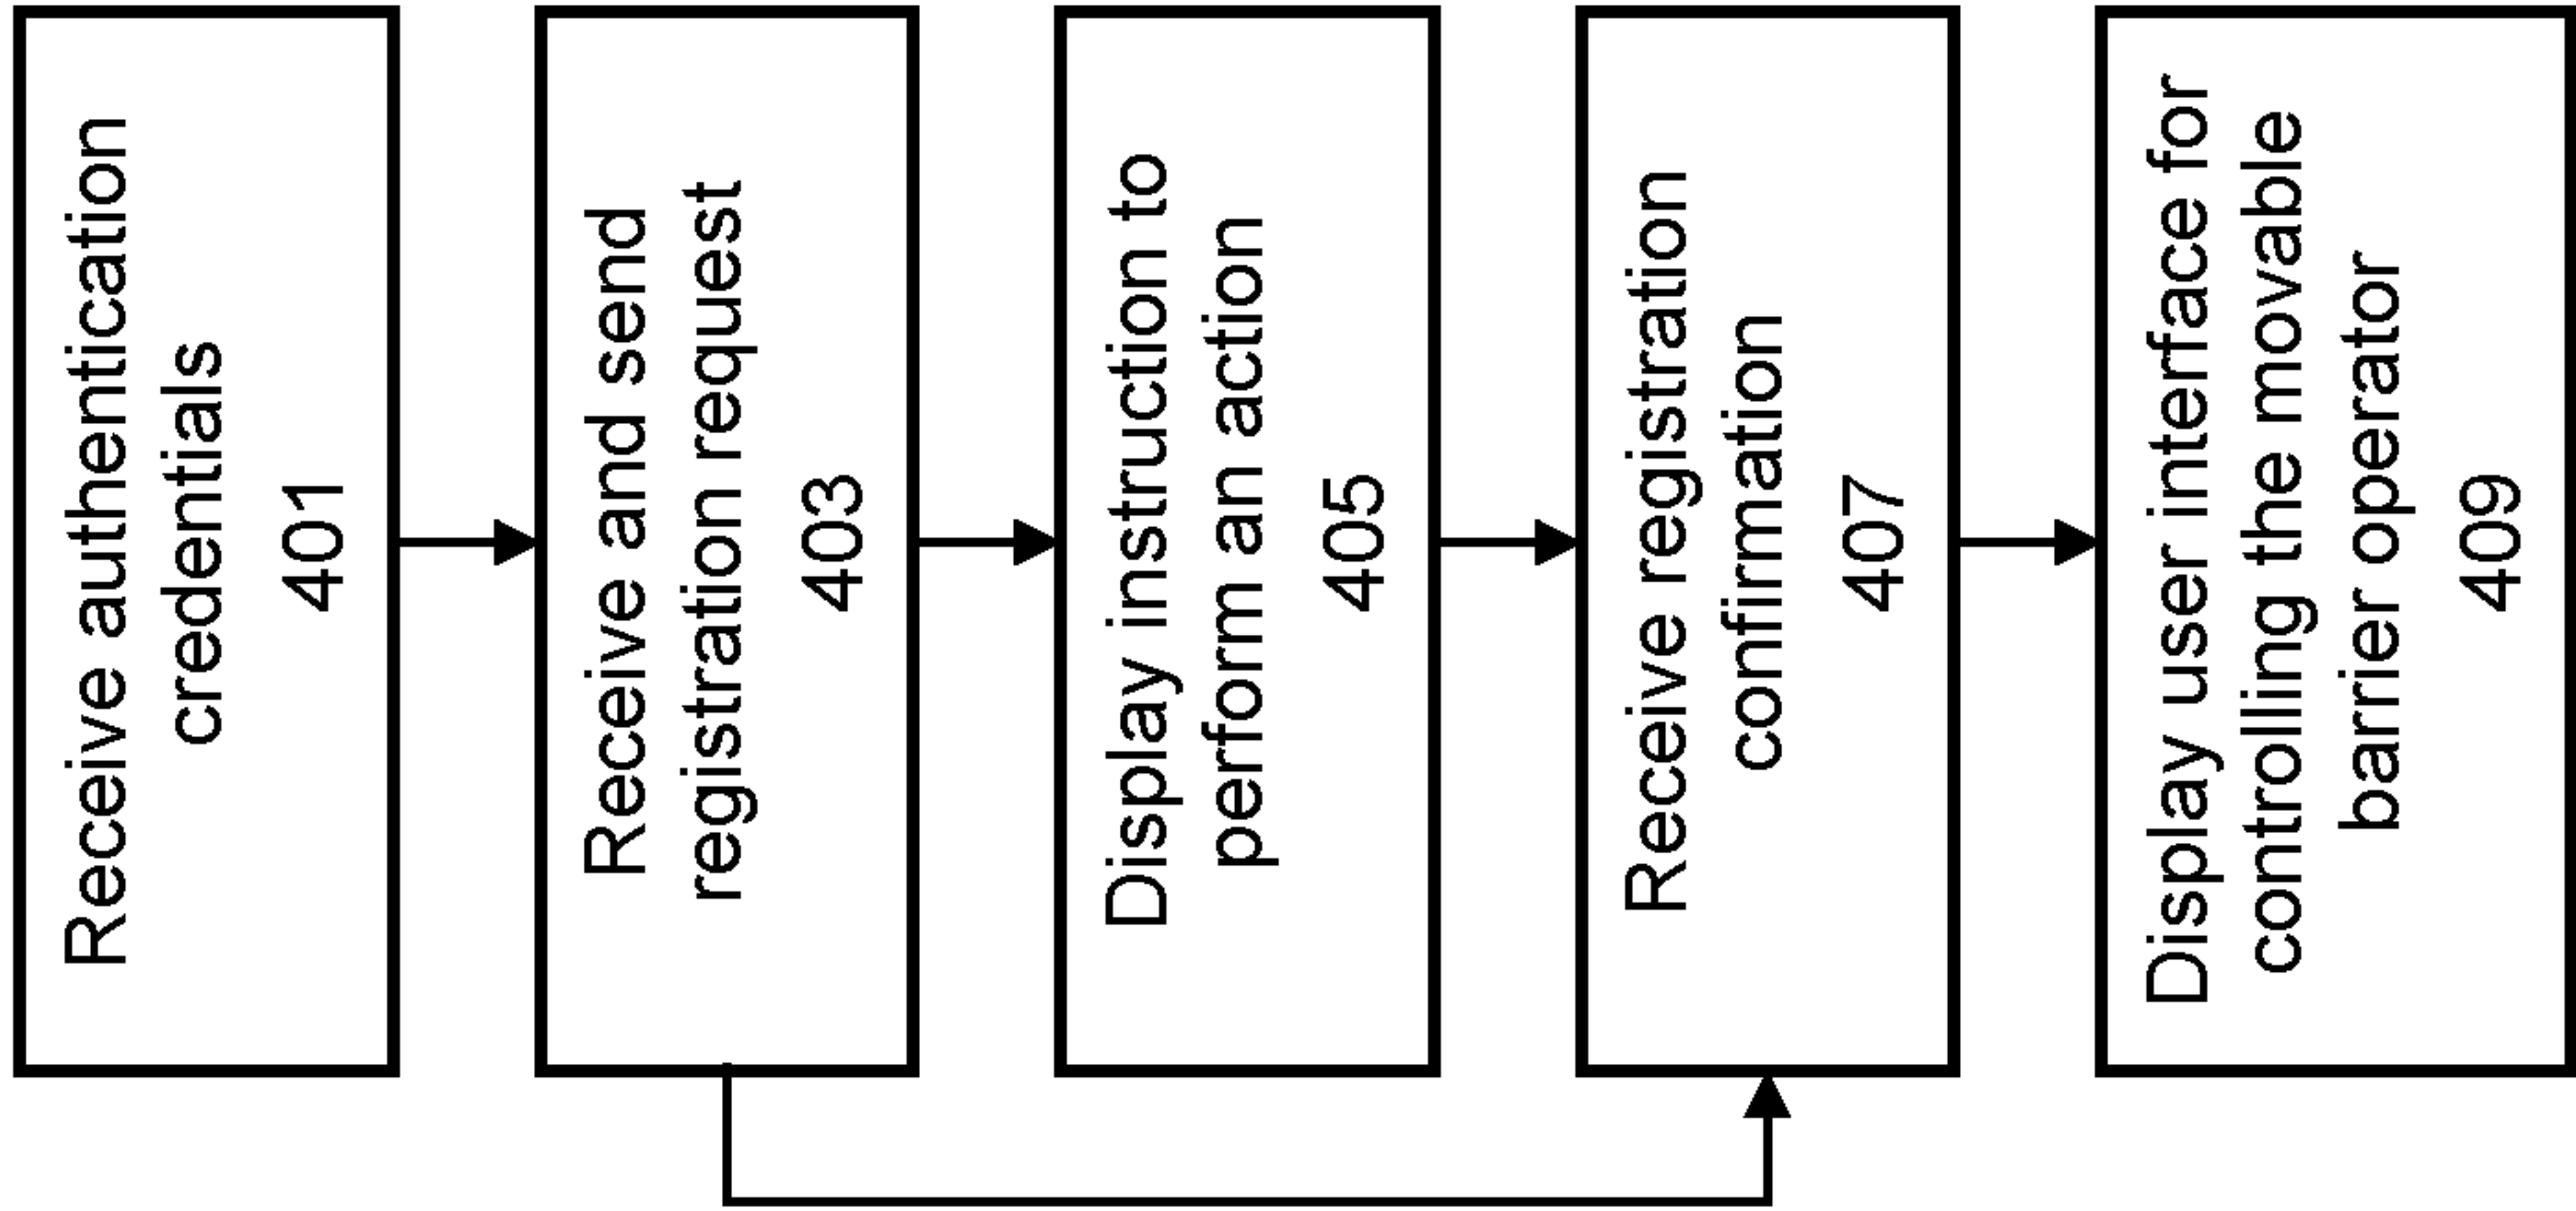 Receive authentication
credentials
401
Receive and send
registration request
403
Display instruction to
perform an action
405
Receive registration
confirmation
407
Display user interface for
controlling the movable
barrier operator
409